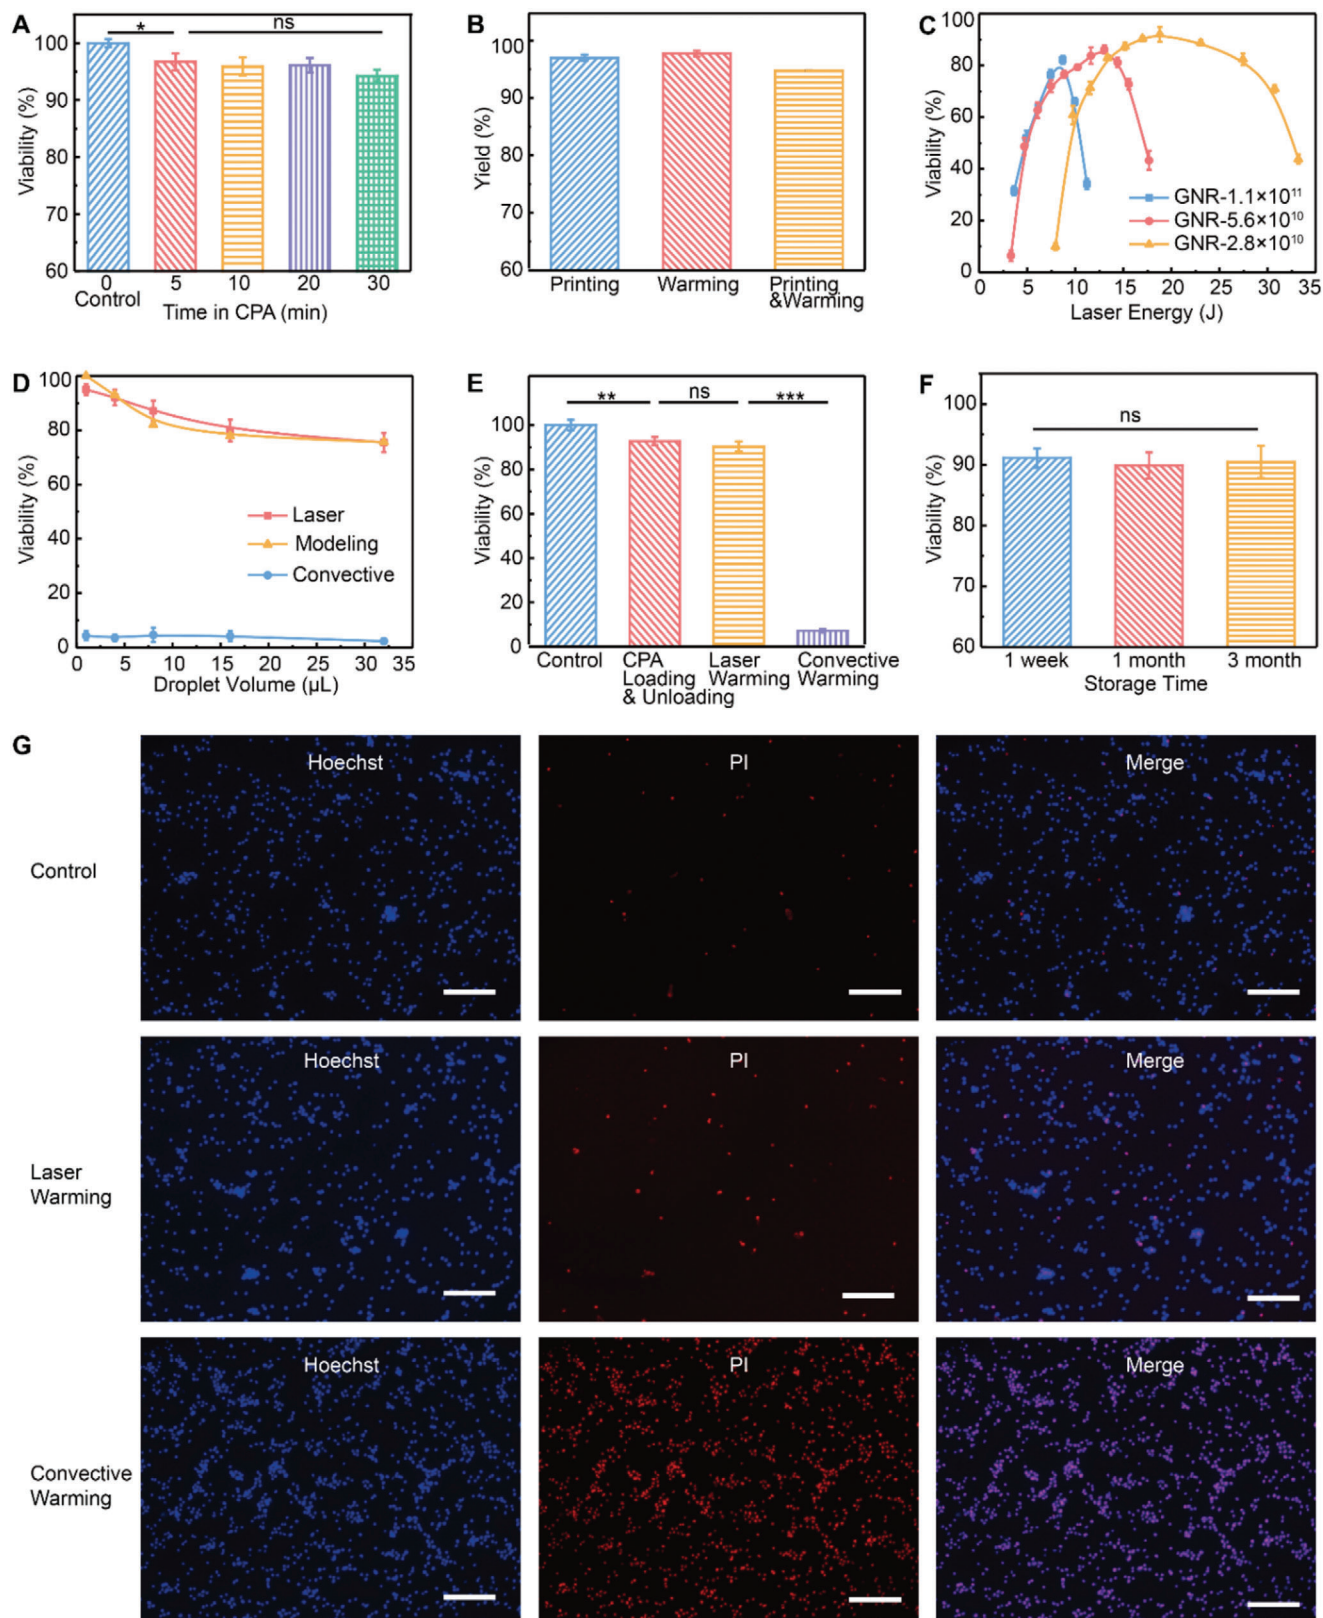 A
*
ns
100
90
80
70
60
Viability (%)
0
5
10
20
30
Control
Time in CPA (min)
B
100
90
80
70
60
Yield (%)
Printing
Warming
Printing
&Warming
C
100
80
60
40
20
0
Viability (%)
GNR-1.1×10¹¹
GNR-5.6×10¹⁰
GNR-2.8×10¹⁰
0
5
10
15
20
25
30
35
Laser Energy (J)
D
100
80
60
40
20
0
Viability (%)
Laser
Modeling
Convective
0
5
10
15
20
25
30
35
Droplet Volume (µL)
E
**
ns
***
100
80
60
40
20
0
Viability (%)
Control
CPA
Loading
& Unloading
Laser
Warming
Convective
Warming
F
ns
100
90
80
70
60
Viability (%)
1 week
1 month
3 month
Storage Time
G
Hoechst
PI
Merge
Control
Hoechst
PI
Merge
Laser
Warming
Hoechst
PI
Merge
Convective
Warming